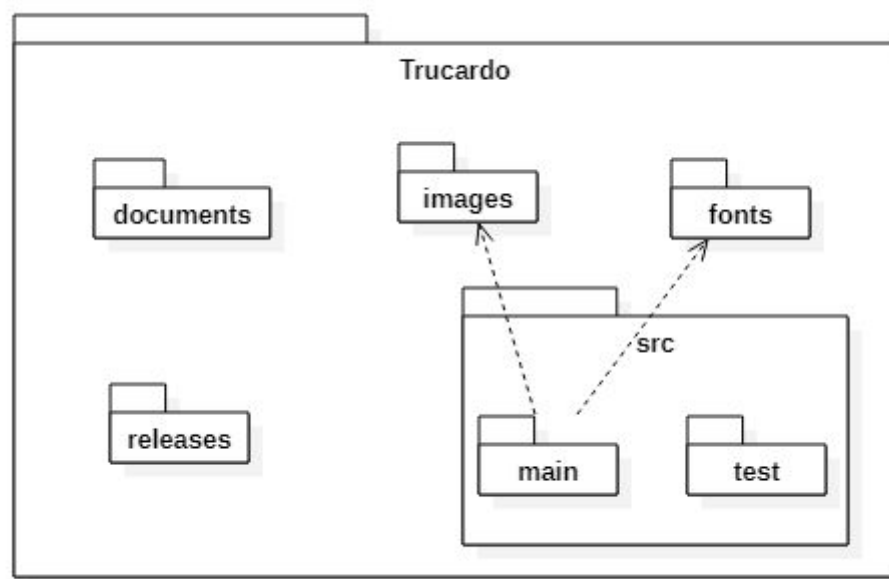 Trucardo
documents
images
fonts
src
releases
main
test